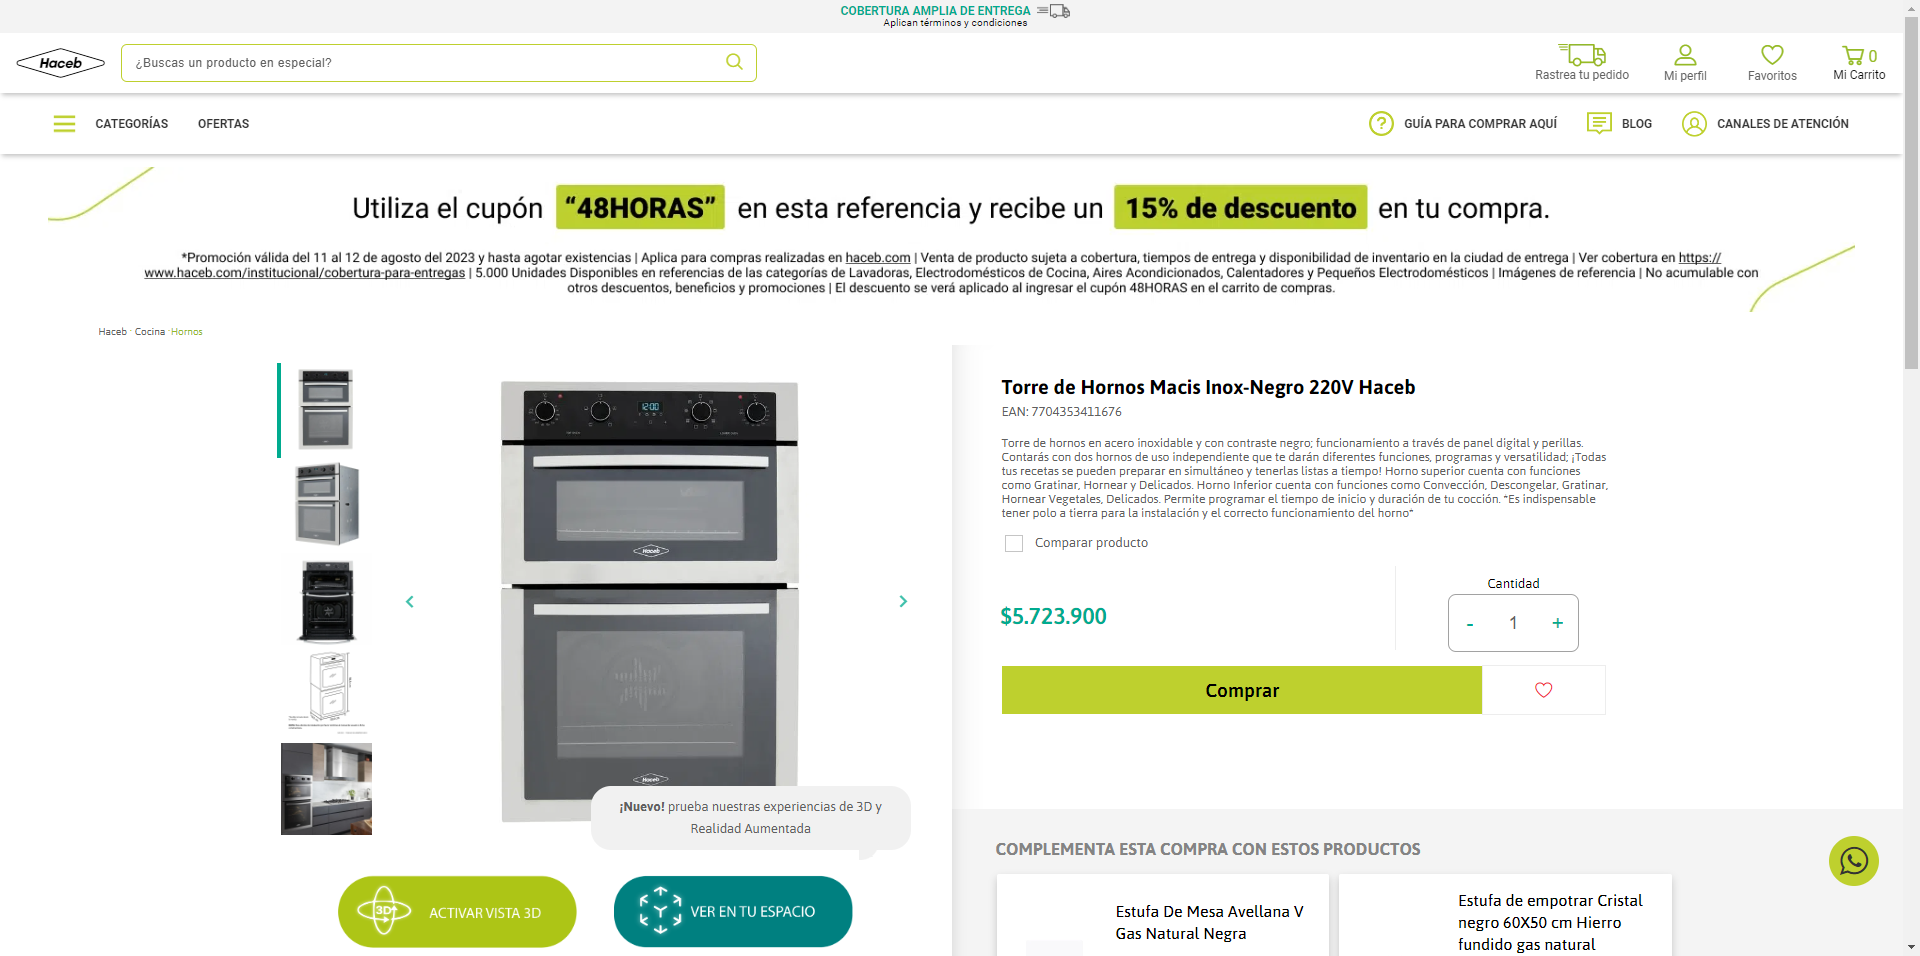 COBERTURA AMPLIA DE ENTREGA
Aplican términos y condiciones
Haceb
¿Buscas un producto en especial?
Rastrea tu pedido
Mi perfil
Favoritos
0
Mi Carrito
CATEGORÍAS
OFERTAS
GUÍA PARA COMPRAR AQUÍ
BLOG
CANALES DE ATENCIÓN
Utiliza el cupón “48HORAS” en esta referencia y recibe un 15% de descuento en tu compra.
*Promoción válida del 11 al 12 de agosto del 2023 y hasta agotar existencias | Aplica para compras realizadas en haceb.com | Venta de producto sujeta a cobertura, tiempos de entrega y disponibilidad de inventario en la ciudad de entrega | Ver cobertura en https://
www.haceb.com/institucional/cobertura-para-entregas | 5.000 Unidades Disponibles en referencias de las categorías de Lavadoras, Electrodomésticos de Cocina, Aires Acondicionados, Calentadores y Pequeños Electrodomésticos | Imágenes de referencia | No acumulable con
otros descuentos, beneficios y promociones | El descuento se verá aplicado al ingresar el cupón 48HORAS en el carrito de compras.
Haceb · Cocina · Hornos
12:00
Haceb
Haceb
¡Nuevo! prueba nuestras experiencias de 3D y
Realidad Aumentada
3D
ACTIVAR VISTA 3D
VER EN TU ESPACIO
Torre de Hornos Macis Inox-Negro 220V Haceb
EAN: 7704353411676
Torre de hornos en acero inoxidable y con contraste negro; funcionamiento a través de panel digital y perillas.
Contarás con dos hornos de uso independiente que te darán diferentes funciones, programas y versatilidad; ¡Todas
tus recetas se pueden preparar en simultáneo y tenerlas listas a tiempo! Horno superior cuenta con funciones
como Gratinar, Hornear y Delicados. Horno Inferior cuenta con funciones como Convección, Descongelar, Gratinar,
Hornear Vegetales, Delicados. Permite programar el tiempo de inicio y duración de tu cocción. *Es indispensable
tener polo a tierra para la instalación y el correcto funcionamiento del horno*
Comparar producto
$5.723.900
Cantidad
- 1 +
Comprar
COMPLEMENTA ESTA COMPRA CON ESTOS PRODUCTOS
Estufa De Mesa Avellana V
Gas Natural Negra
Estufa de empotrar Cristal
negro 60X50 cm Hierro
fundido gas natural